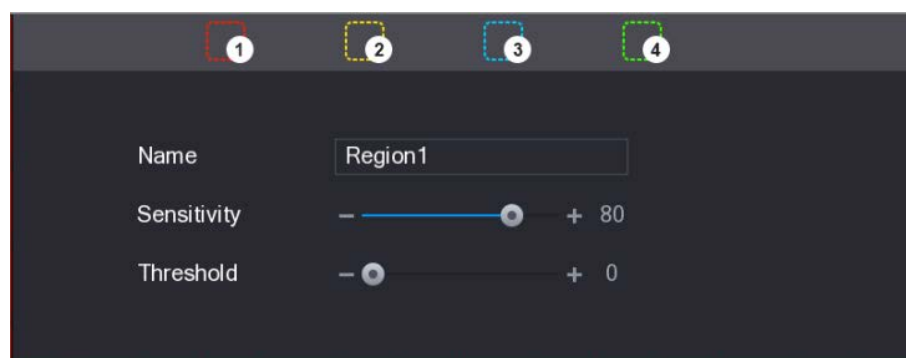 1 2 3 4
Name Region1
Sensitivity - + 80
Threshold - + 0